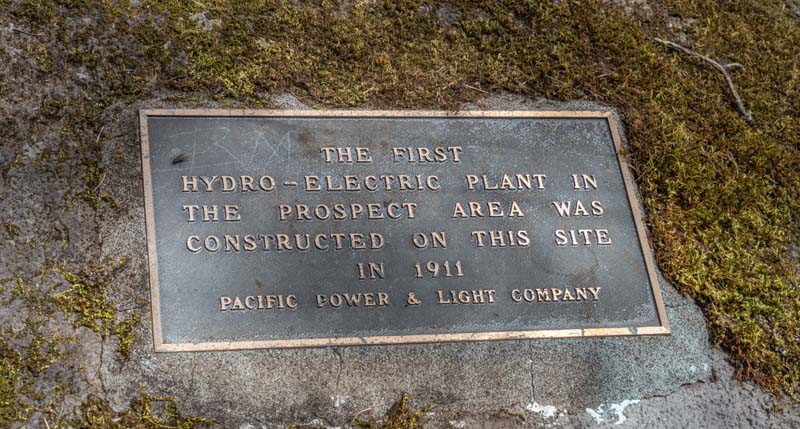 THE FIRST
HYDRO-ELECTRIC PLANT IN
THE PROSPECT AREA WAS
CONSTRUCTED ON THIS SITE
IN 1911
PACIFIC POWER & LIGHT COMPANY